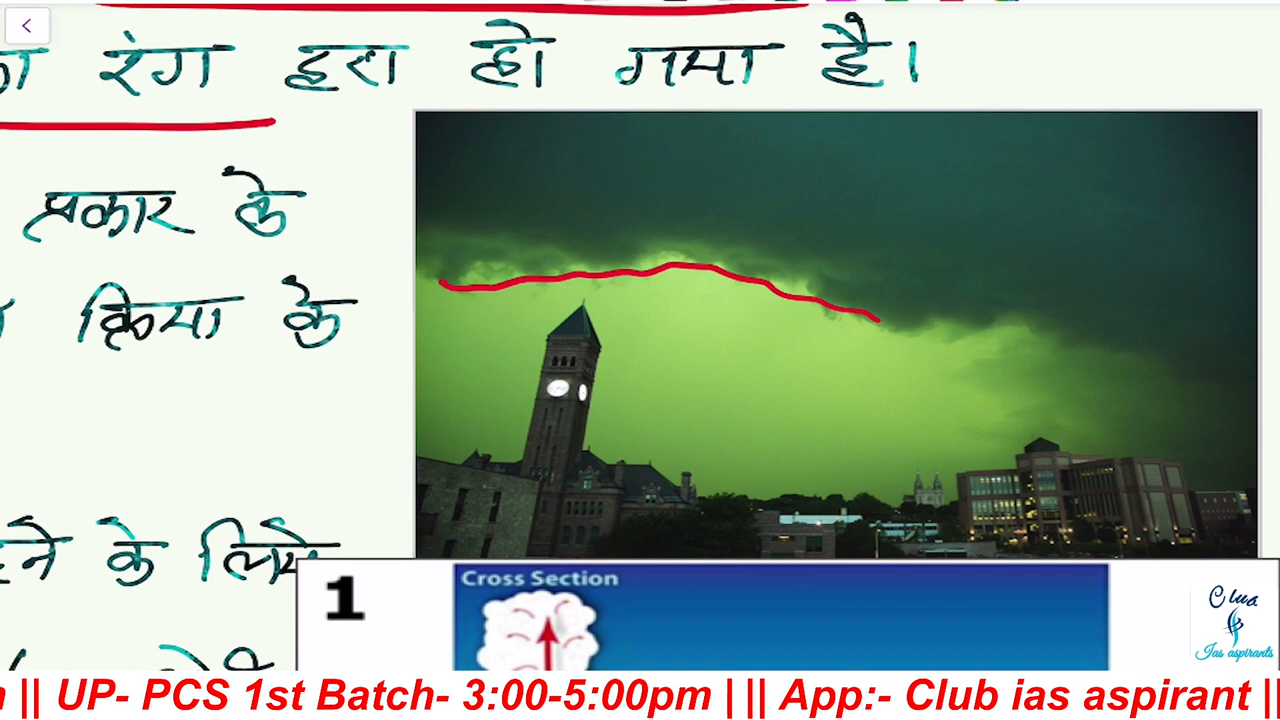 रंग हरा हो गया है।
प्रकार के
क्रिया के
के लिये
1
Cross Section
Club
Ias aspirants
|| UP- PCS 1st Batch- 3:00-5:00pm | || App:- Club ias aspirant ||